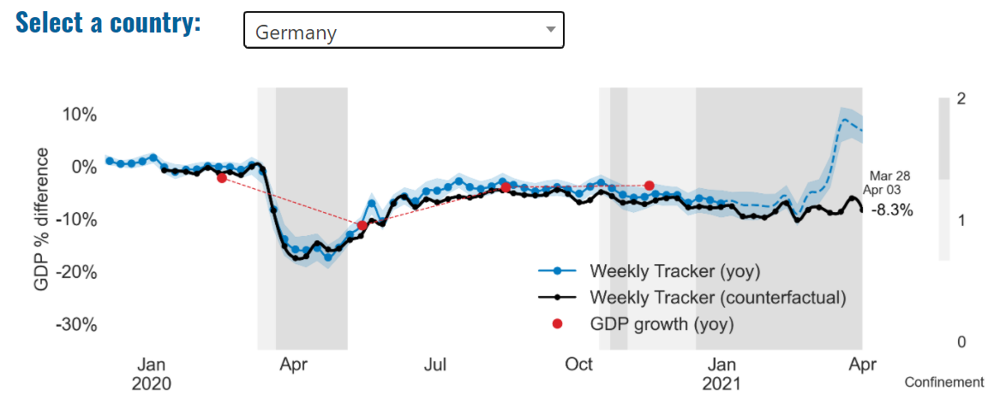 Select a country:
Germany
GDP % difference
10%
0%
-10%
-20%
-30%
2
1
0
Mar 28
Apr 03
-8.3%
Weekly Tracker (yoy)
Weekly Tracker (counterfactual)
GDP growth (yoy)
Jan
2020
Apr
Jul
Oct
Jan
2021
Apr
Confinement